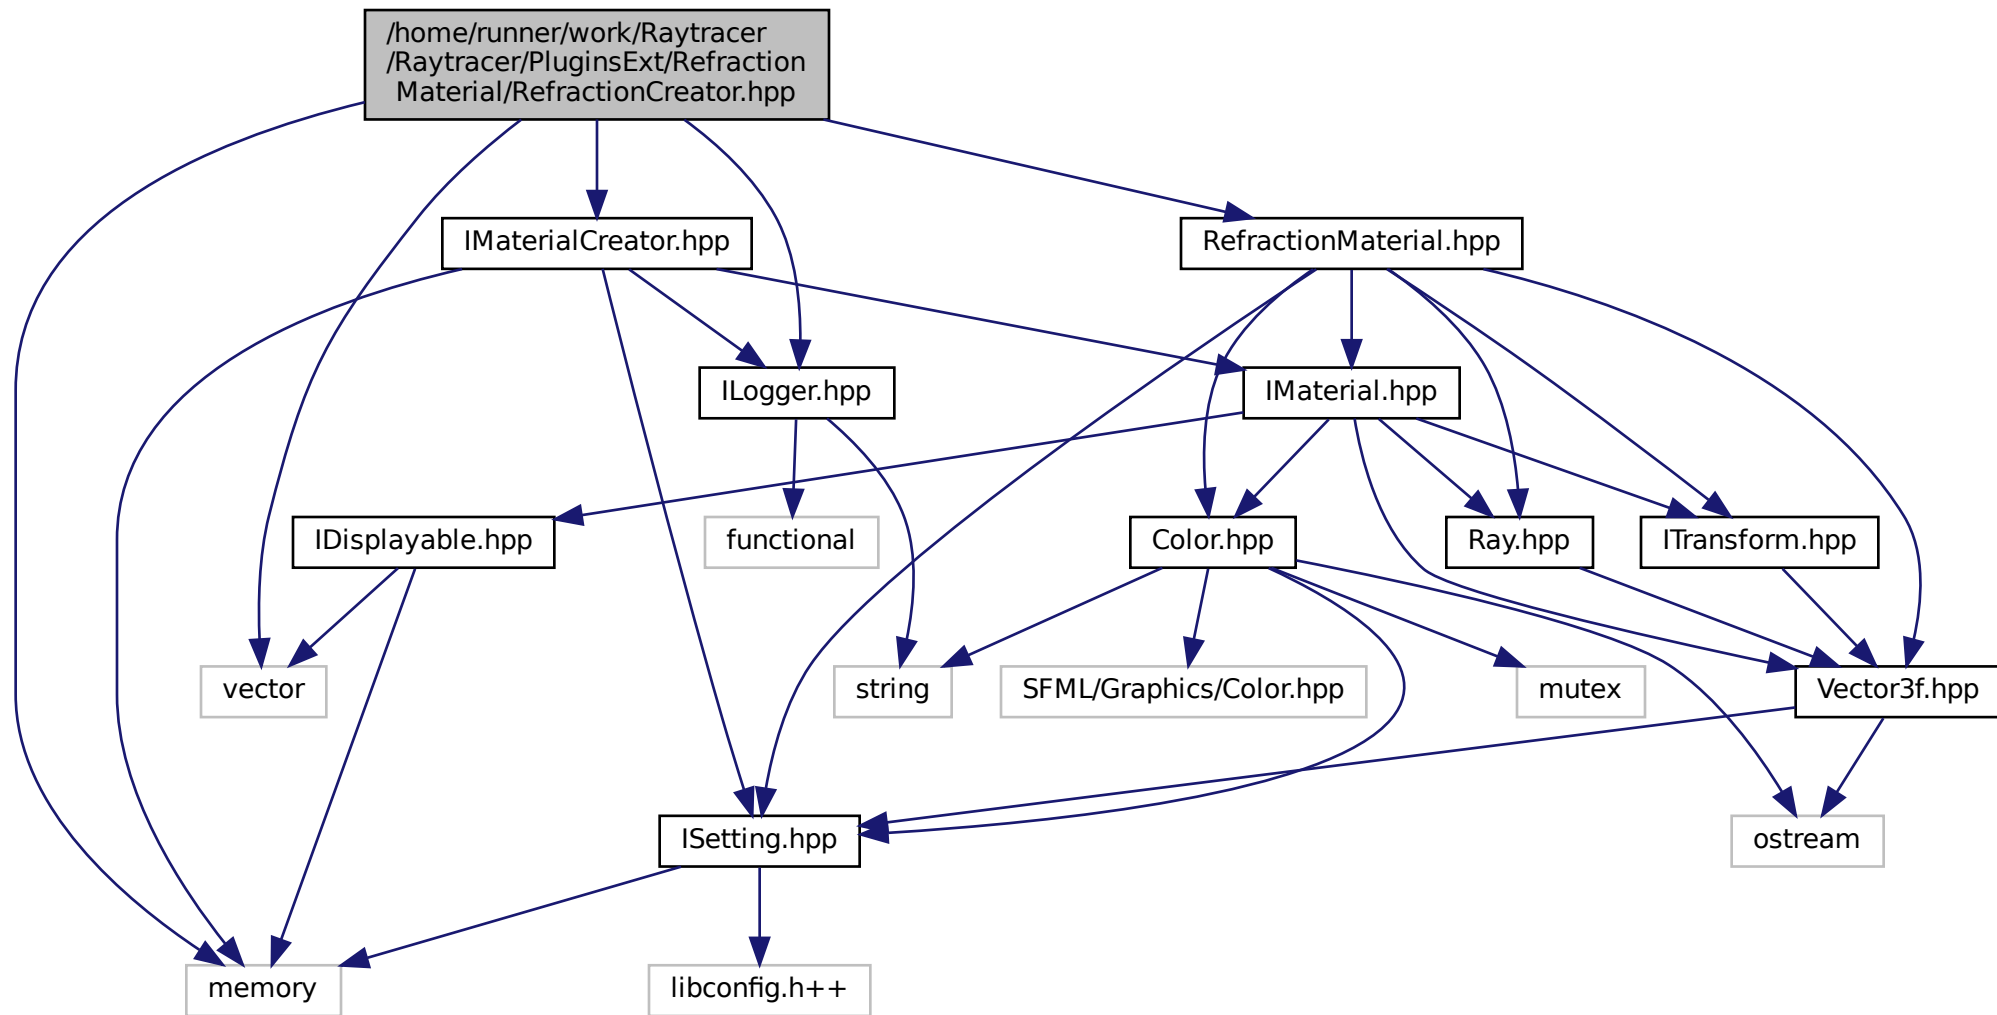 /home/runner/work/Raytracer
/Raytracer/PluginsExt/Refraction
Material/RefractionCreator.hpp
IMaterialCreator.hpp
RefractionMaterial.hpp
ILogger.hpp
IMaterial.hpp
IDisplayable.hpp
functional
Color.hpp
Ray.hpp
ITransform.hpp
vector
string
SFML/Graphics/Color.hpp
mutex
Vector3f.hpp
ISetting.hpp
ostream
memory
libconfig.h++